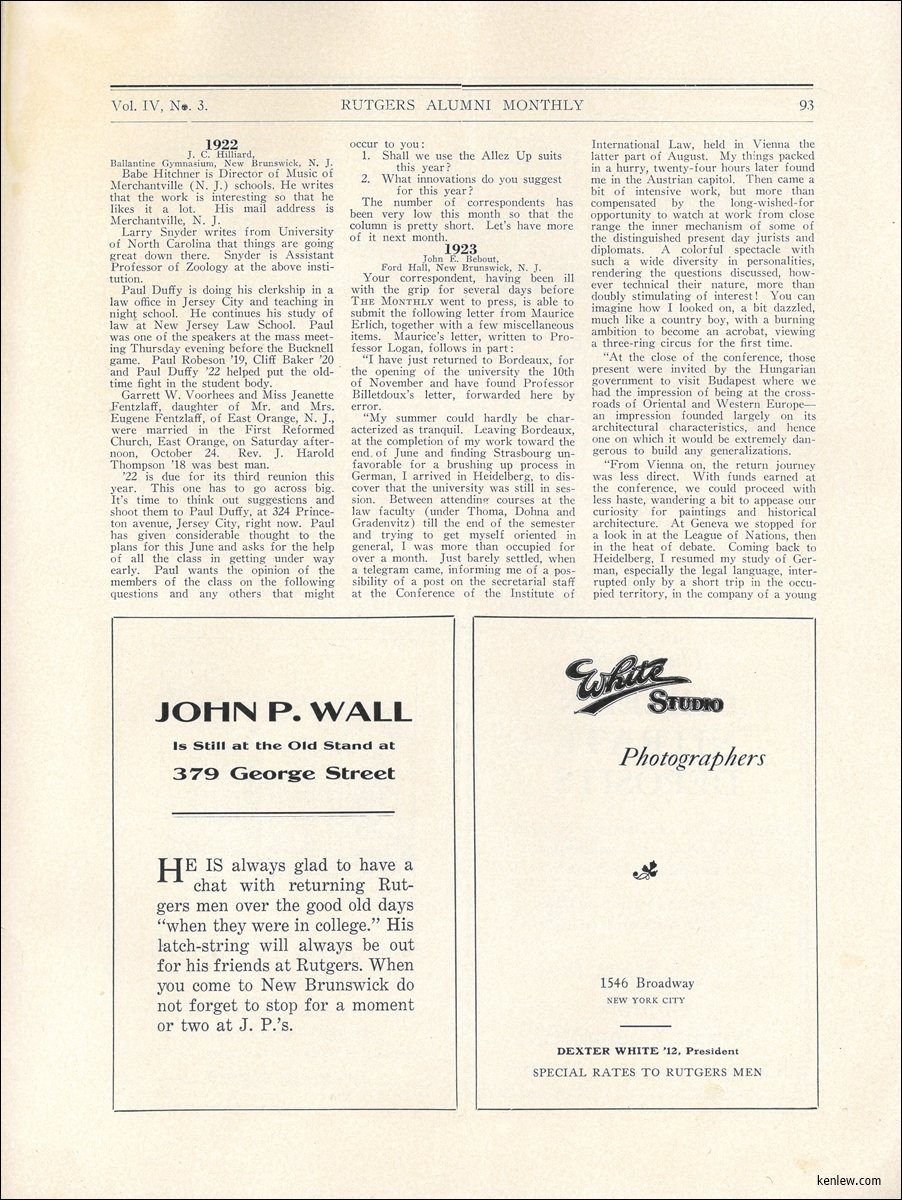 Vol. IV, No. 3.
RUTGERS ALUMNI MONTHLY
93
1922
J. C. Hilliard,
Ballantine Gymnasium, New Brunswick, N. J.
Babe Hitchner is Director of Music of
Merchantville (N. J.) schools. He writes
that the work is interesting so that he
likes it a lot. His mail address is
Merchantville, N. J.
Larry Snyder writes from University
of North Carolina that things are going
great down there. Snyder is Assistant
Professor of Zoology at the above insti-
tution.
Paul Duffy is doing his clerkship in a
law office in Jersey City and teaching in
night school. He continues his study of
law at New Jersey Law School. Paul
was one of the speakers at the mass meet-
ing Thursday evening before the Bucknell
game. Paul Robeson '19, Cliff Baker '20
and Paul Duffy '22 helped put the old-
time fight in the student body.
Garrett W. Voorhees and Miss Jeanette
Fentzlaff, daughter of Mr. and Mrs.
Eugene Fentzlaff, of East Orange, N. J.,
were married in the First Reformed
Church, East Orange, on Saturday after-
noon, October 24. Rev. J. Harold
Thompson '18 was best man.
'22 is due for its third reunion this
year. This one has to go across big.
It's time to think out suggestions and
shoot them to Paul Duffy, at 324 Prince-
ton avenue, Jersey City, right now. Paul
has given considerable thought to the
plans for this June and asks for the help
of all the class in getting under way
early. Paul wants the opinion of the
members of the class on the following
questions and any others that might
occur to you:
1. Shall we use the Allez Up suits
this year?
2. What innovations do you suggest
for this year?
The number of correspondents has
been very low this month so that the
column is pretty short. Let's have more
of it next month.
1923
John E. Bebout,
Ford Hall, New Brunswick, N. J.
Your correspondent, having been ill
with the grip for several days before
THE MONTHLY went to press, is able to
submit the following letter from Maurice
Erlich, together with a few miscellaneous
items. Maurice's letter, written to Pro-
fessor Logan, follows in part:
"I have just returned to Bordeaux, for
the opening of the university the 10th
of November and have found Professor
Billetdoux's letter, forwarded here by
error.
"My summer could hardly be char-
acterized as tranquil. Leaving Bordeaux,
at the completion of my work toward the
end of June and finding Strasbourg un-
favorable for a brushing up process in
German, I arrived in Heidelberg, to dis-
cover that the university was still in ses-
sion. Between attending courses at the
law faculty (under Thoma, Dohna and
Gradenvitz) till the end of the semester
and trying to get myself oriented in
general, I was more than occupied for
over a month. Just barely settled, when
a telegram came, informing me of a pos-
sibility of a post on the secretarial staff
at the Conference of the Institute of
International Law, held in Vienna the
latter part of August. My things packed
in a hurry, twenty-four hours later found
me in the Austrian capitol. Then came a
bit of intensive work, but more than
compensated by the long-wished-for
opportunity to watch at work from close
range the inner mechanism of some of
the distinguished present day jurists and
diplomats. A colorful spectacle with
such a wide diversity in personalities,
rendering the questions discussed, how-
ever technical their nature, more than
doubly stimulating of interest! You can
imagine how I looked on, a bit dazzled,
much like a country boy, with a burning
ambition to become an acrobat, viewing
a three-ring circus for the first time.
"At the close of the conference, those
present were invited by the Hungarian
government to visit Budapest where we
had the impression of being at the cross-
roads of Oriental and Western Europe—
an impression founded largely on its
architectural characteristics, and hence
one on which it would be extremely dan-
gerous to build any generalizations.
"From Vienna on, the return journey
was less direct. With funds earned at
the conference, we could proceed with
less haste, wandering a bit to appease our
curiosity for paintings and historical
architecture. At Geneva we stopped for
a look in at the League of Nations, then
in the heat of debate. Coming back to
Heidelberg, I resumed my study of Ger-
man, especially the legal language, inter-
rupted only by a short trip in the occu-
pied territory, in the company of a young
JOHN P. WALL
Is Still at the Old Stand at
379 George Street
HE IS always glad to have a
chat with returning Rut-
gers men over the good old days
"when they were in college." His
latch-string will always be out
for his friends at Rutgers. When
you come to New Brunswick do
not forget to stop for a moment
or two at J. P.'s.
White
STUDIO
Photographers
1546 Broadway
NEW YORK CITY
DEXTER WHITE '12, President
SPECIAL RATES TO RUTGERS MEN
kenlew.com